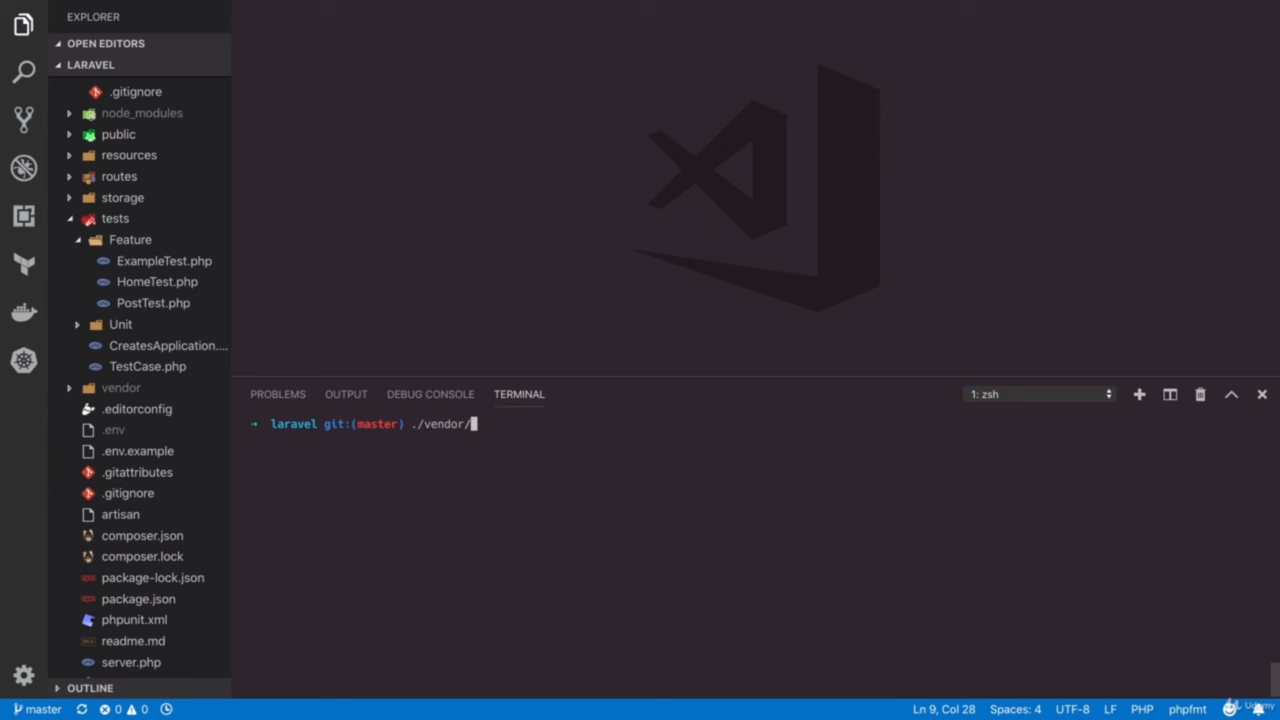 EXPLORER
OPEN EDITORS
LARAVEL
.gitignore
node_modules
public
resources
routes
storage
tests
Feature
ExampleTest.php
HomeTest.php
PostTest.php
Unit
CreatesApplication....
TestCase.php
vendor
.editorconfig
.env
.env.example
.gitattributes
.gitignore
artisan
composer.json
composer.lock
package-lock.json
package.json
phpunit.xml
readme.md
server.php
OUTLINE
PROBLEMS OUTPUT DEBUG CONSOLE TERMINAL 1: zsh
➜ laravel git:(master) ./vendor/
master 0 0 Ln 9, Col 28 Spaces: 4 UTF-8 LF PHP phpfmt
Udemy